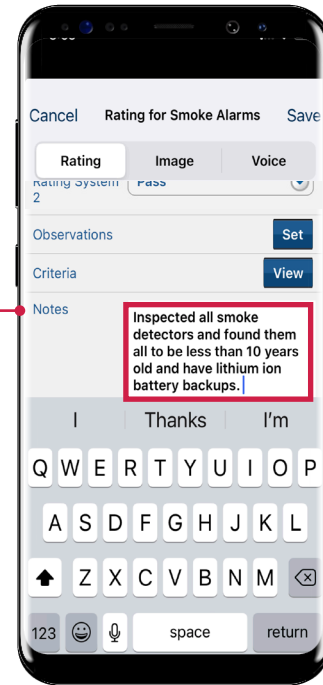 Cancel Rating for Smoke Alarms Save
Rating Image Voice
Rating System Pass
2
Observations Set
Criteria View
Notes
Inspected all smoke
detectors and found them
all to be less than 10 years
old and have lithium ion
battery backups.
I Thanks I'm
Q W E R T Y U I O P
A S D F G H J K L
Z X C V B N M
123 space return